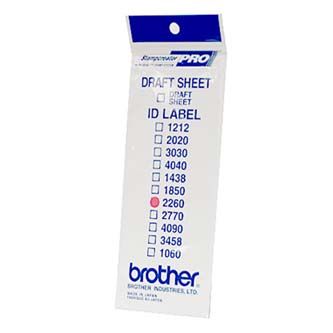 Stampcreator PRO
DRAFT SHEET
DRAFT
SHEET
ID LABEL
1212
2020
3030
4040
1438
1850
2260
2770
4090
3458
1060
brother
BROTHER INDUSTRIES, LTD.
MADE IN JAPAN